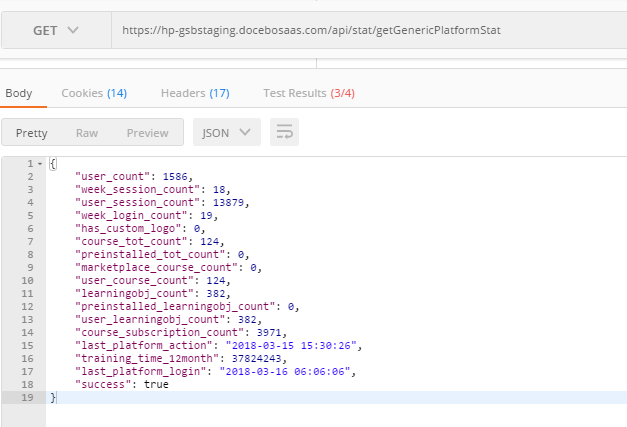 GET https://hp-gsbstaging.docebosaas.com/api/stat/getGenericPlatformStat
Body Cookies (14) Headers (17) Test Results (3/4)
Pretty Raw Preview JSON
1 {
2 "user_count": 1586,
3 "week_session_count": 18,
4 "user_session_count": 13879,
5 "week_login_count": 19,
6 "has_custom_logo": 0,
7 "course_tot_count": 124,
8 "preinstalled_tot_count": 0,
9 "marketplace_course_count": 0,
10 "user_course_count": 124,
11 "learningobj_count": 382,
12 "preinstalled_learningobj_count": 0,
13 "user_learningobj_count": 382,
14 "course_subscription_count": 3971,
15 "last_platform_action": "2018-03-15 15:30:26",
16 "training_time_12month": 37824243,
17 "last_platform_login": "2018-03-16 06:06:06",
18 "success": true
19 }